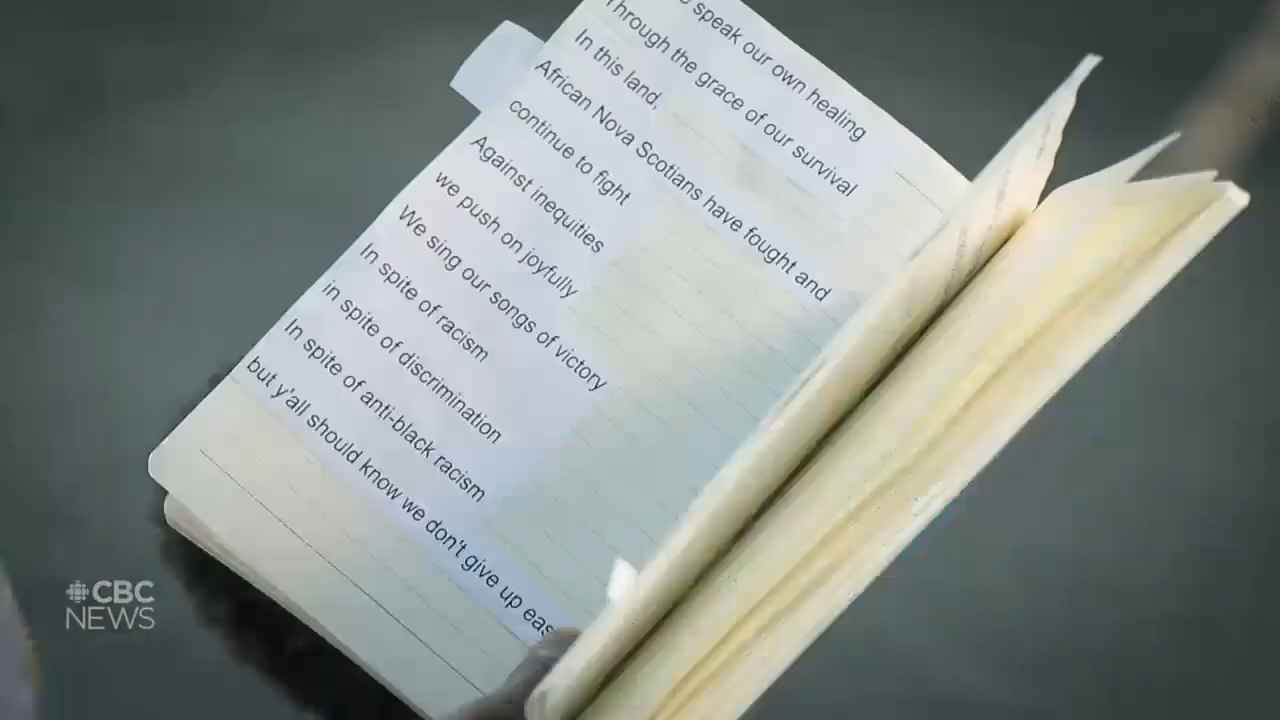 speak our own healing
Through the grace of our survival
In this land,
African Nova Scotians have fought and
continue to fight
Against inequities
we push on joyfully
We sing our songs of victory
In spite of racism
in spite of discrimination
In spite of anti-black racism
but y'all should know we don't give up eas
CBC
NEWS